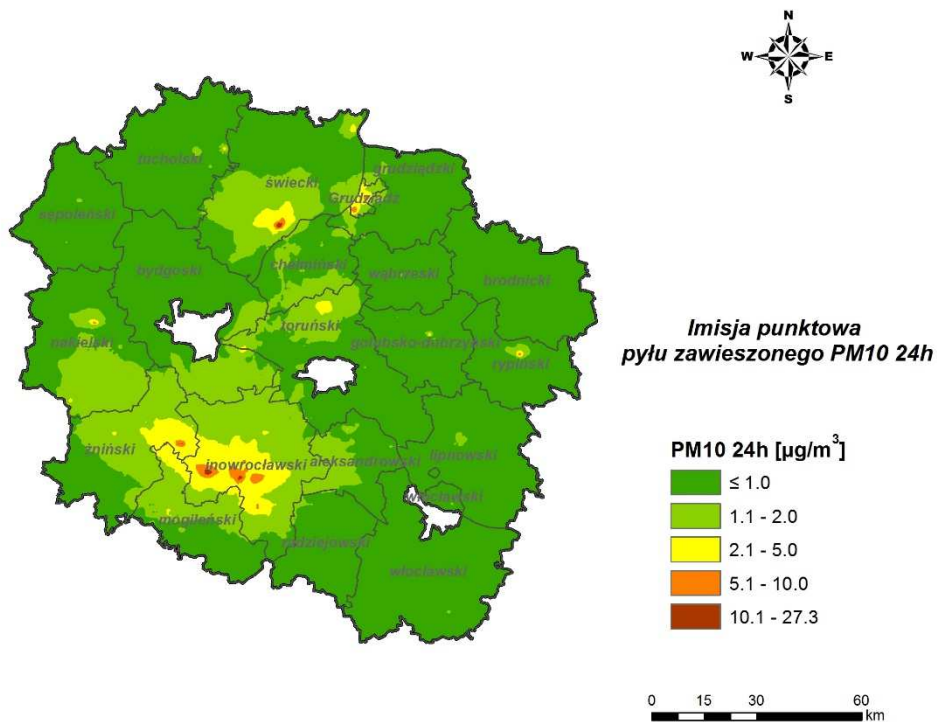 N
W E
S
tucholski
grudziądzki
świecki
Grudziądz
sępoleński
chełmiński
bydgoski
wąbrzeski
brodnicki
toruński
nakielski
golubsko-dobrzyński
rypiński
Imisja punktowa
pyłu zawieszonego PM10 24h
żniński
inowrocławski
aleksandrowski
lipnowski
PM10 24h [µg/m³]
≤ 1.0
włocławski
1.1 - 2.0
mogileński
radziejowski
2.1 - 5.0
włocławski
5.1 - 10.0
10.1 - 27.3
0 15 30 60
km